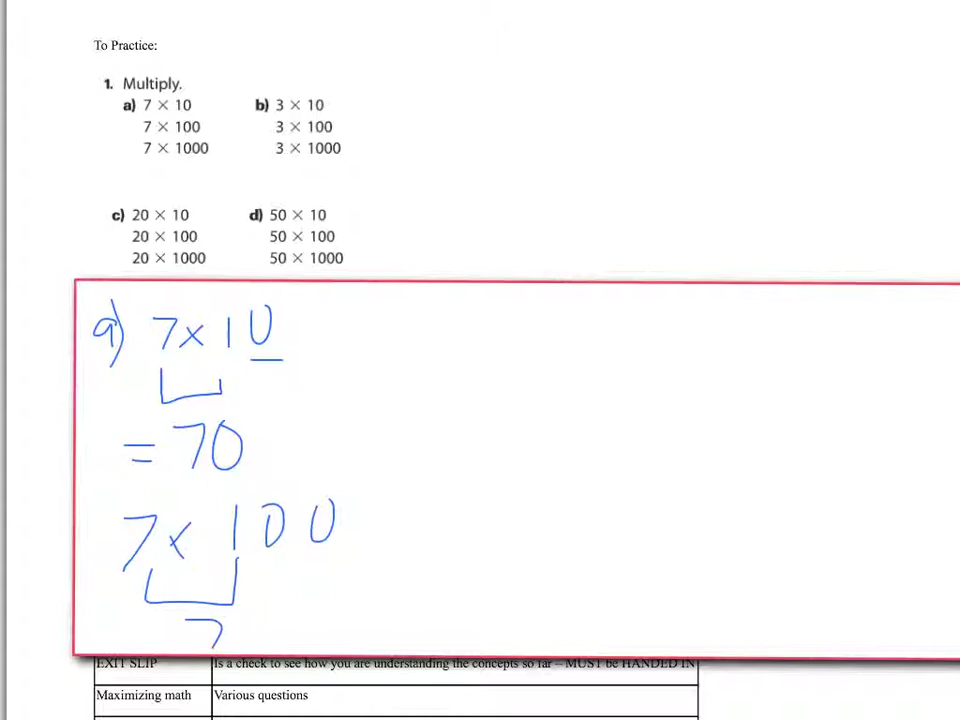 To Practice:
1. Multiply.
a) 7 × 10 b) 3 × 10
7 × 100 3 × 100
7 × 1000 3 × 1000
c) 20 × 10 d) 50 × 10
20 × 100 50 × 100
20 × 1000 50 × 1000
a) 7 × 10
= 70
7 × 100
7
EXIT SLIP Is a check to see how you are understanding the concepts so far – MUST be HANDED IN
Maximizing math Various questions